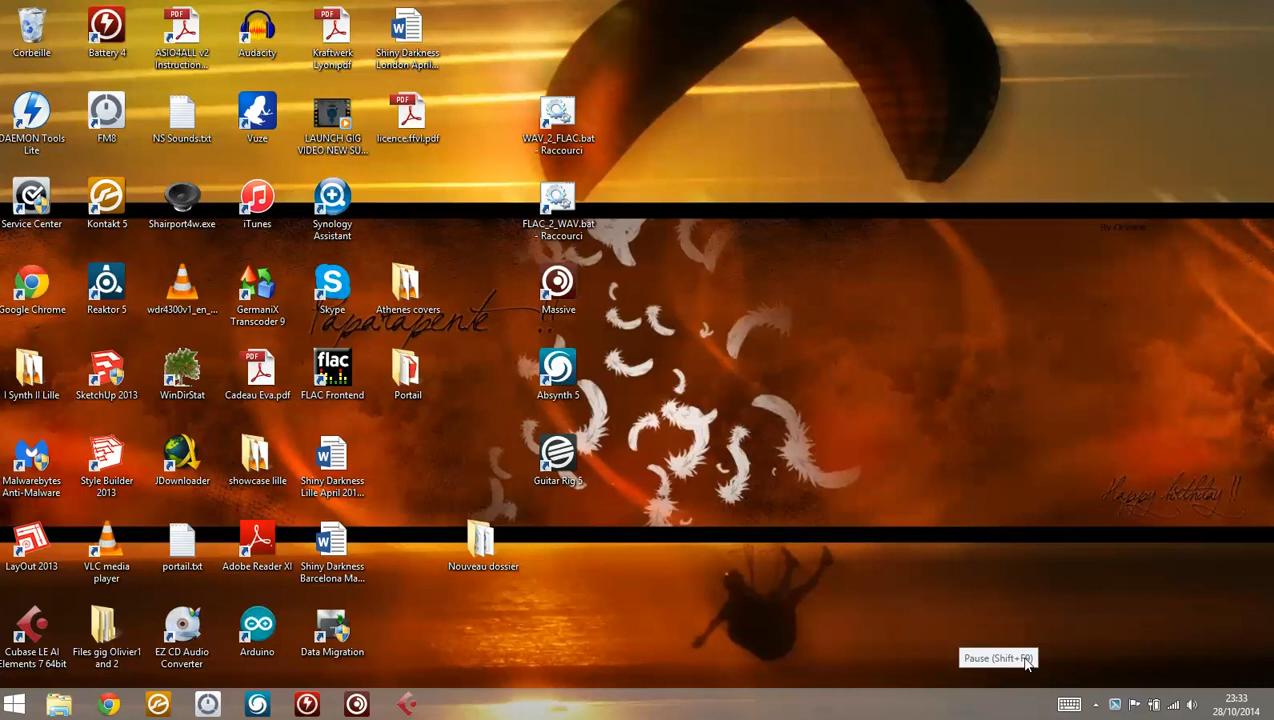 Corbeille
Battery 4
ASIO4ALL v2
Instruction...
Audacity
Kraftwerk
Lyon.pdf
Shiny Darkness
London April...
DAEMON Tools
Lite
FM8
NS Sounds.txt
Vuze
LAUNCH GIG
VIDEO NEW SU...
licence.ffvl.pdf
WAV_2_FLAC.bat
- Raccourci
Service Center
Kontakt 5
Shairport4w.exe
iTunes
Synology
Assistant
FLAC_2_WAV.bat
- Raccourci
Google Chrome
Reaktor 5
wdr4300v1_en_...
GermaniX
Transcoder 9
Skype
Athenes covers
Massive
Paparapente !!
l Synth II Lille
SketchUp 2013
WinDirStat
Cadeau Eva.pdf
flac
FLAC Frontend
Portail
Absynth 5
Malwarebytes
Anti-Malware
Style Builder
2013
JDownloader
showcase lille
Shiny Darkness
Lille April 201...
Guitar Rig 5
Happy birthday !!
LayOut 2013
VLC media
player
portail.txt
Adobe Reader XI
Shiny Darkness
Barcelona Ma...
Nouveau dossier
Cubase LE AI
Elements 7 64bit
Files gig Olivier1
and 2
EZ CD Audio
Converter
Arduino
Data Migration
Pause (Shift+F9)
23:33
28/10/2014